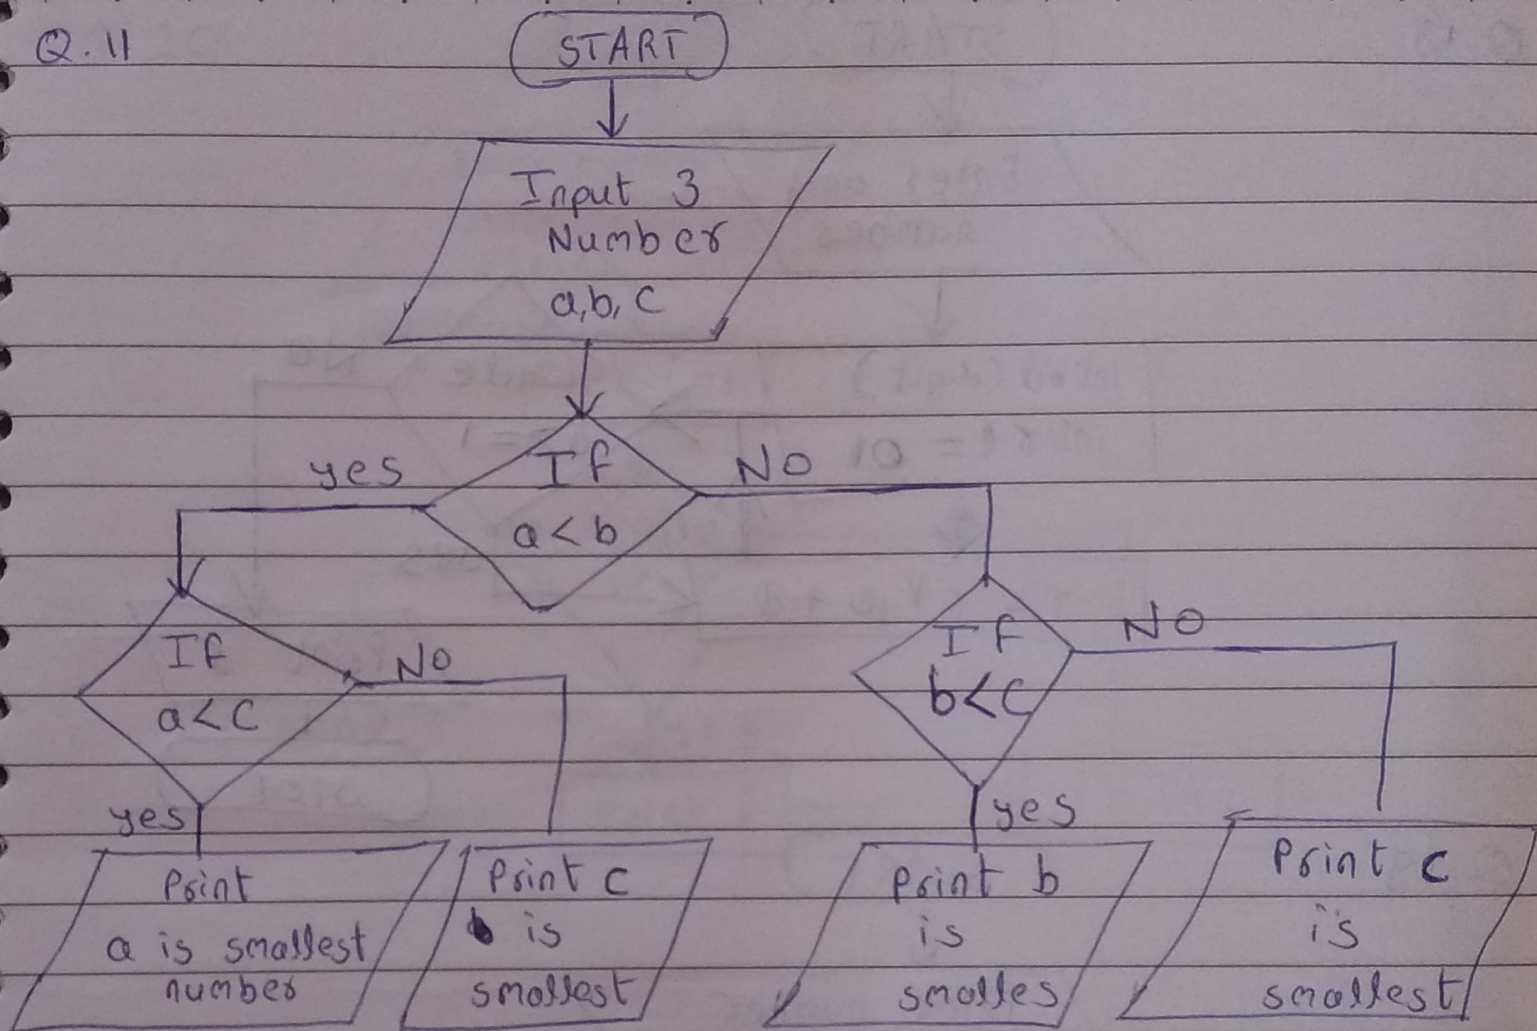 Q.11
START
Input 3
Number
a,b,c
If
a<b
yes
NO
If
a<c
NO
yes
If
b<c
NO
yes
Print
a is smallest
number
Print c
is
smallest
Print b
is
smalles
Print c
is
smallest